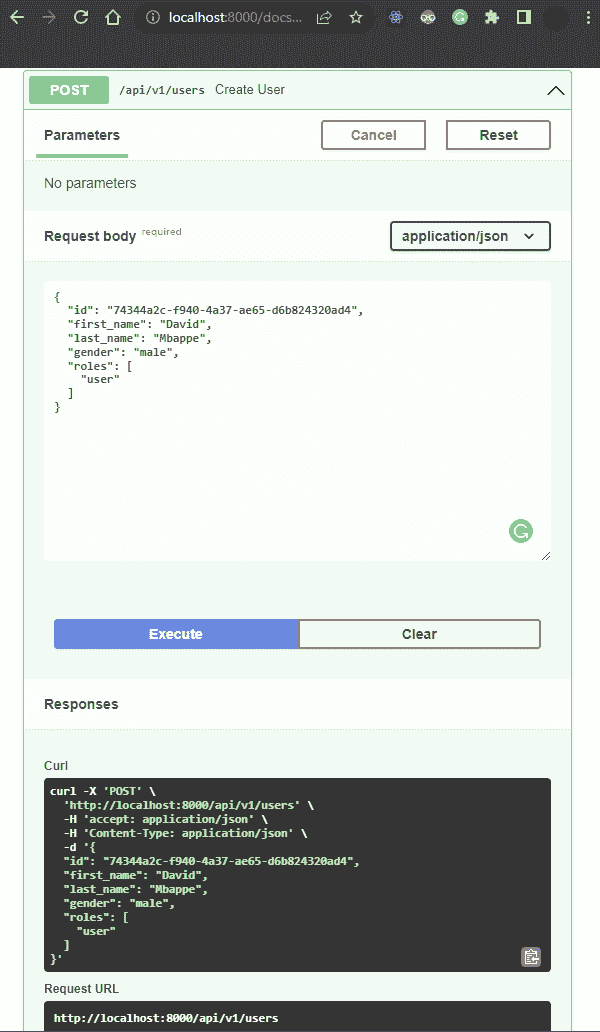 localhost:8000/docs...
POST /api/v1/users Create User
Parameters
Cancel
Reset
No parameters
Request body required
application/json
{
  "id": "74344a2c-f940-4a37-ae65-d6b824320ad4",
  "first_name": "David",
  "last_name": "Mbappe",
  "gender": "male",
  "roles": [
    "user"
  ]
}
Execute
Clear
Responses
Curl
curl -X 'POST' \
  'http://localhost:8000/api/v1/users' \
  -H 'accept: application/json' \
  -H 'Content-Type: application/json' \
  -d '{
  "id": "74344a2c-f940-4a37-ae65-d6b824320ad4",
  "first_name": "David",
  "last_name": "Mbappe",
  "gender": "male",
  "roles": [
    "user"
  ]
}'
Request URL
http://localhost:8000/api/v1/users